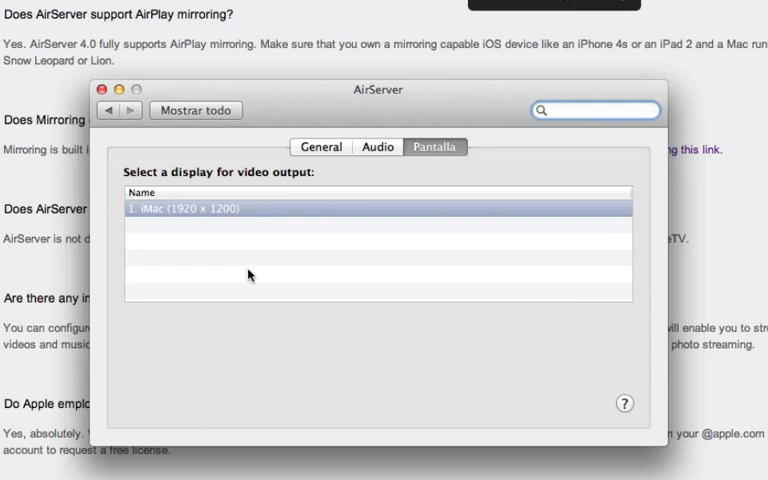 Does AirServer support AirPlay mirroring?
Yes. AirServer 4.0 fully supports AirPlay mirroring. Make sure that you own a mirroring capable iOS device like an iPhone 4s or an iPad 2 and a Mac run
Snow Leopard or Lion.
AirServer
Mostrar todo
Does Mirroring
General Audio Pantalla
Mirroring is built i
ng this link.
Select a display for video output:
Name
1. iMac (1920 x 1200)
Does AirServer
AirServer is not d
eTV.
Are there any in
You can configur
will enable you to stre
videos and music
photo streaming.
Do Apple emplo
?
Yes, absolutely.
n your @apple.com
account to request a free license.